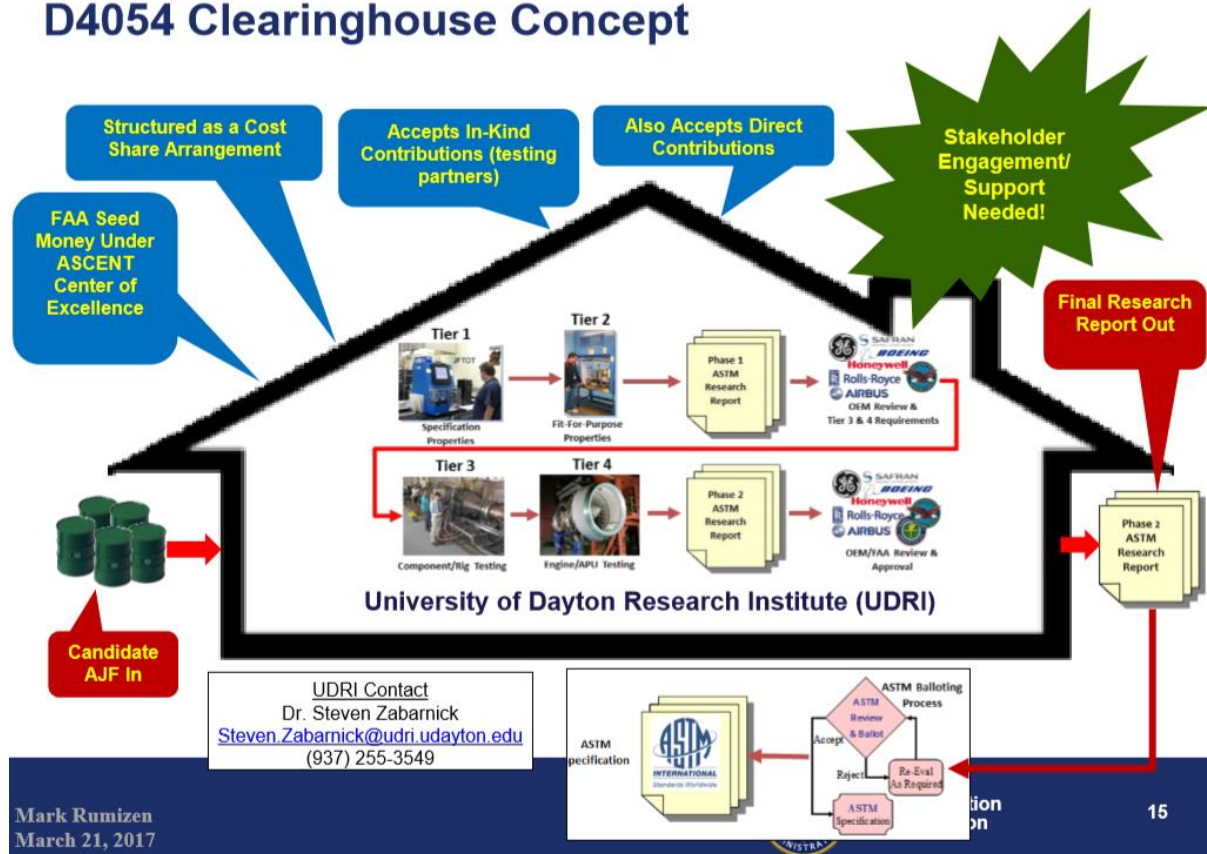 D4054 Clearinghouse Concept
Structured as a Cost
Share Arrangement
Accepts In-Kind
Contributions (testing
partners)
Also Accepts Direct
Contributions
Stakeholder
Engagement/
Support
Needed!
FAA Seed
Money Under
ASCENT
Center of
Excellence
Final Research
Report Out
Tier 1
JFTOT
Specification
Properties
Tier 2
Fit-For-Purpose
Properties
Phase 1
ASTM
Research
Report
GE
SAFRAN
BOEING
Honeywell
Rolls-Royce
AIRBUS
OEM Review &
Tier 3 & 4 Requirements
Tier 3
Component/Rig Testing
Tier 4
Engine/APU Testing
Phase 2
ASTM
Research
Report
GE
SAFRAN
BOEING
Honeywell
Rolls-Royce
AIRBUS
OEM/FAA Review &
Approval
Phase 2
ASTM
Research
Report
University of Dayton Research Institute (UDRI)
Candidate
AJF In
UDRI Contact
Dr. Steven Zabarnick
Steven.Zabarnick@udri.udayton.edu
(937) 255-3549
ASTM
pecification
ASTM
INTERNATIONAL
Standards Worldwide
ASTM Balloting
Process
ASTM
Review
& Ballot
Accept
Reject
Re-Eval
As Required
ASTM
Specification
Mark Rumizen
March 21, 2017
tion
on
NISTRA
15